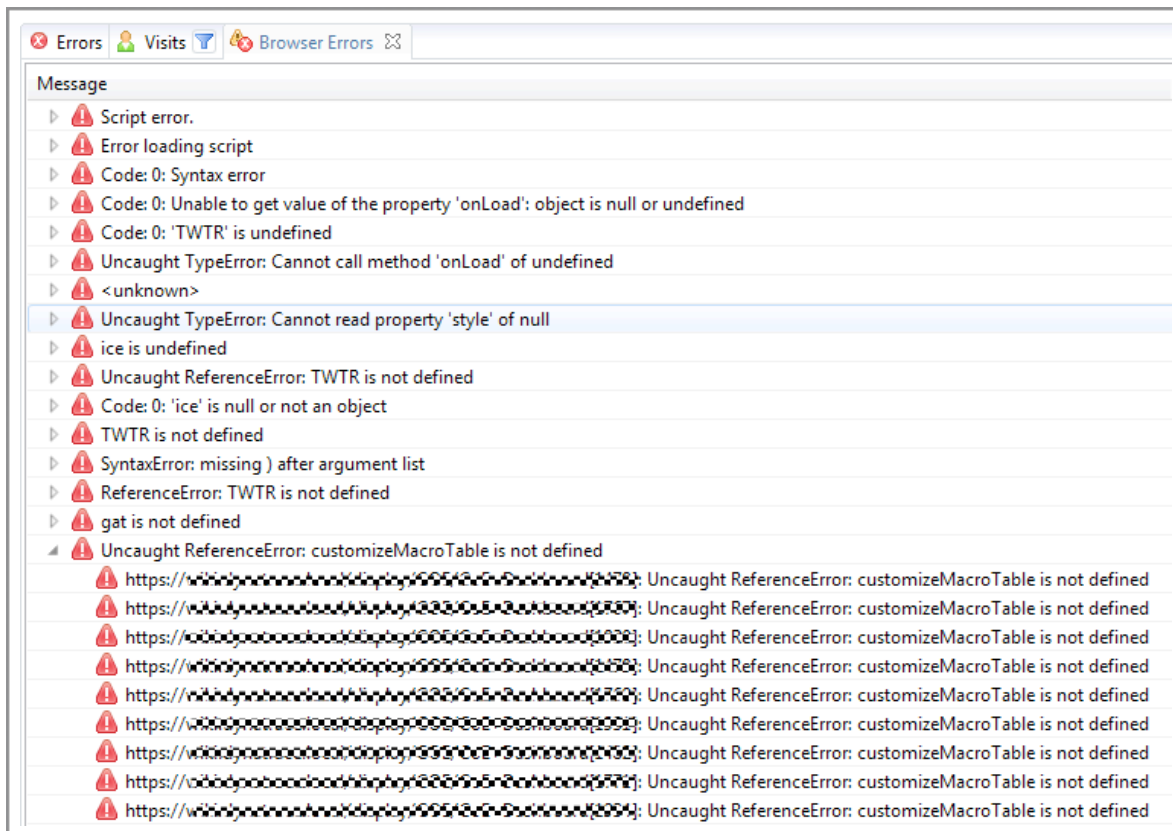 Errors Visits Browser Errors
Message
Script error.
Error loading script
Code: 0: Syntax error
Code: 0: Unable to get value of the property 'onLoad': object is null or undefined
Code: 0: 'TWTR' is undefined
Uncaught TypeError: Cannot call method 'onLoad' of undefined
<unknown>
Uncaught TypeError: Cannot read property 'style' of null
ice is undefined
Uncaught ReferenceError: TWTR is not defined
Code: 0: 'ice' is null or not an object
TWTR is not defined
SyntaxError: missing ) after argument list
ReferenceError: TWTR is not defined
gat is not defined
Uncaught ReferenceError: customizeMacroTable is not defined
https:// : Uncaught ReferenceError: customizeMacroTable is not defined
https:// : Uncaught ReferenceError: customizeMacroTable is not defined
https:// : Uncaught ReferenceError: customizeMacroTable is not defined
https:// : Uncaught ReferenceError: customizeMacroTable is not defined
https:// : Uncaught ReferenceError: customizeMacroTable is not defined
https:// : Uncaught ReferenceError: customizeMacroTable is not defined
https:// : Uncaught ReferenceError: customizeMacroTable is not defined
https:// : Uncaught ReferenceError: customizeMacroTable is not defined
https:// : Uncaught ReferenceError: customizeMacroTable is not defined